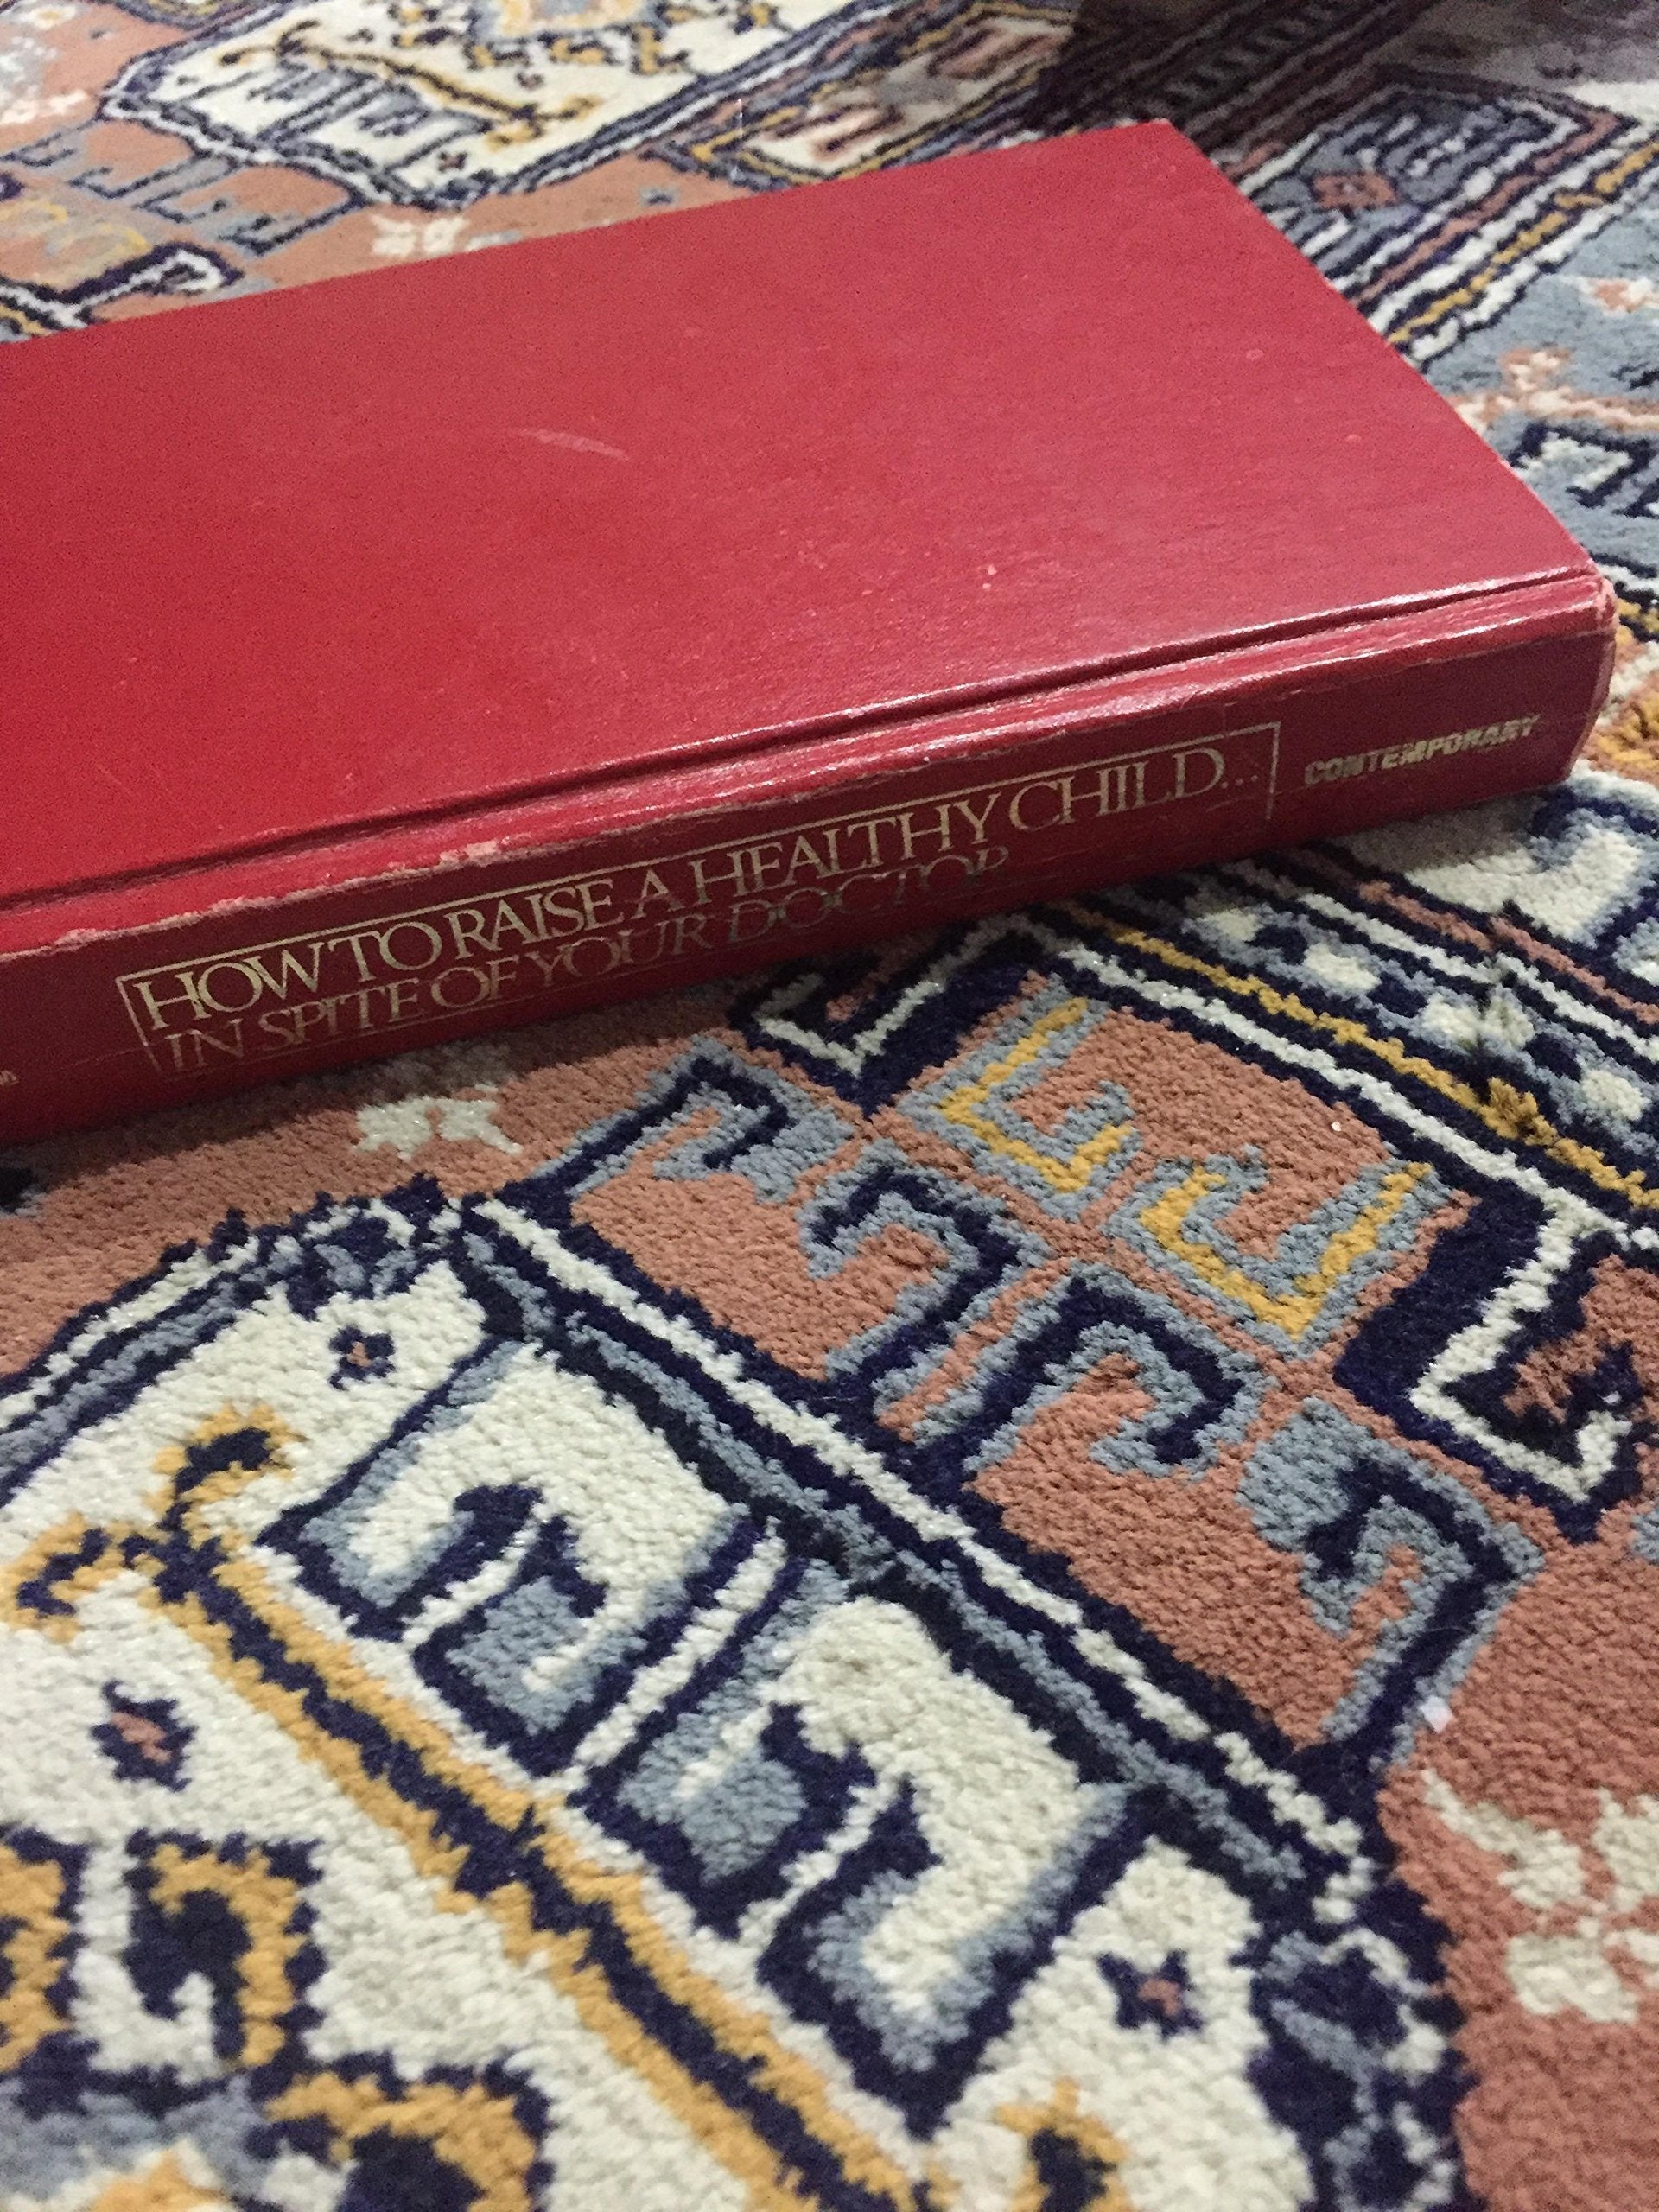 HOW TO RAISE A HEALTHY CHILD...
IN SPITE OF YOUR DOCTOR
CONTEMPORARY